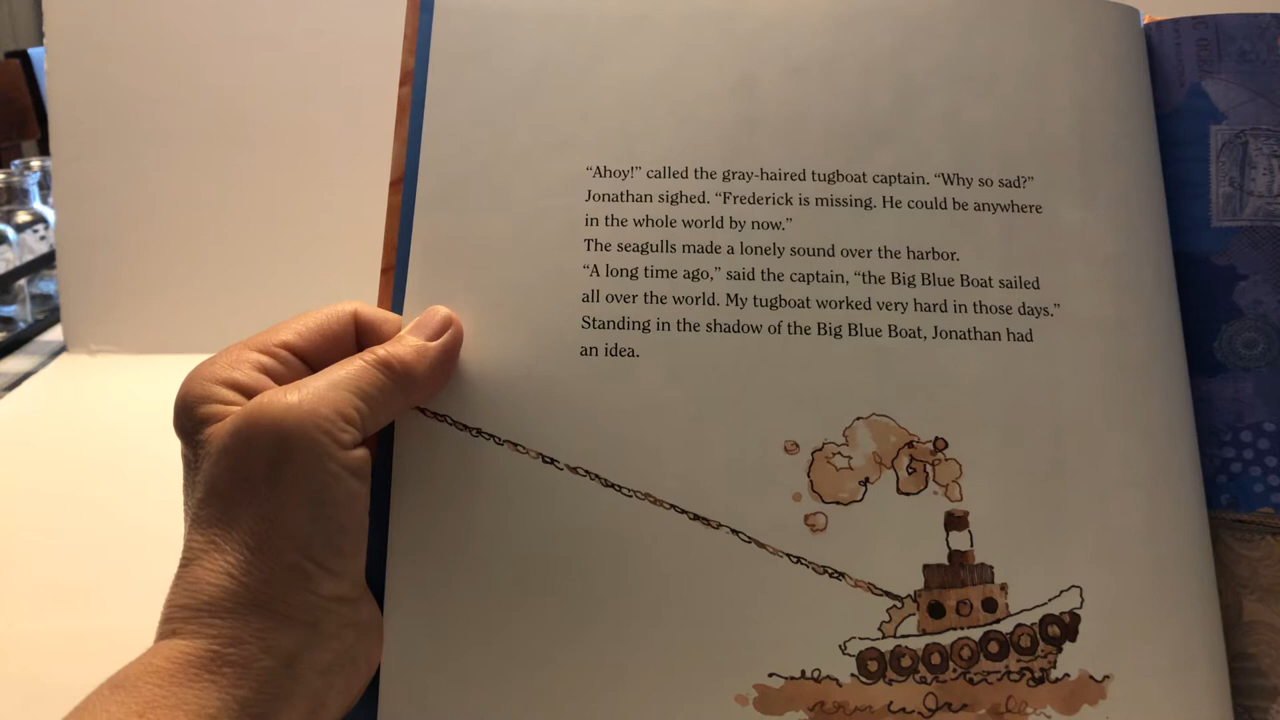 “Ahoy!” called the gray-haired tugboat captain. “Why so sad?”
Jonathan sighed. “Frederick is missing. He could be anywhere
in the whole world by now.”
The seagulls made a lonely sound over the harbor.
“A long time ago,” said the captain, “the Big Blue Boat sailed
all over the world. My tugboat worked very hard in those days.”
Standing in the shadow of the Big Blue Boat, Jonathan had
an idea.